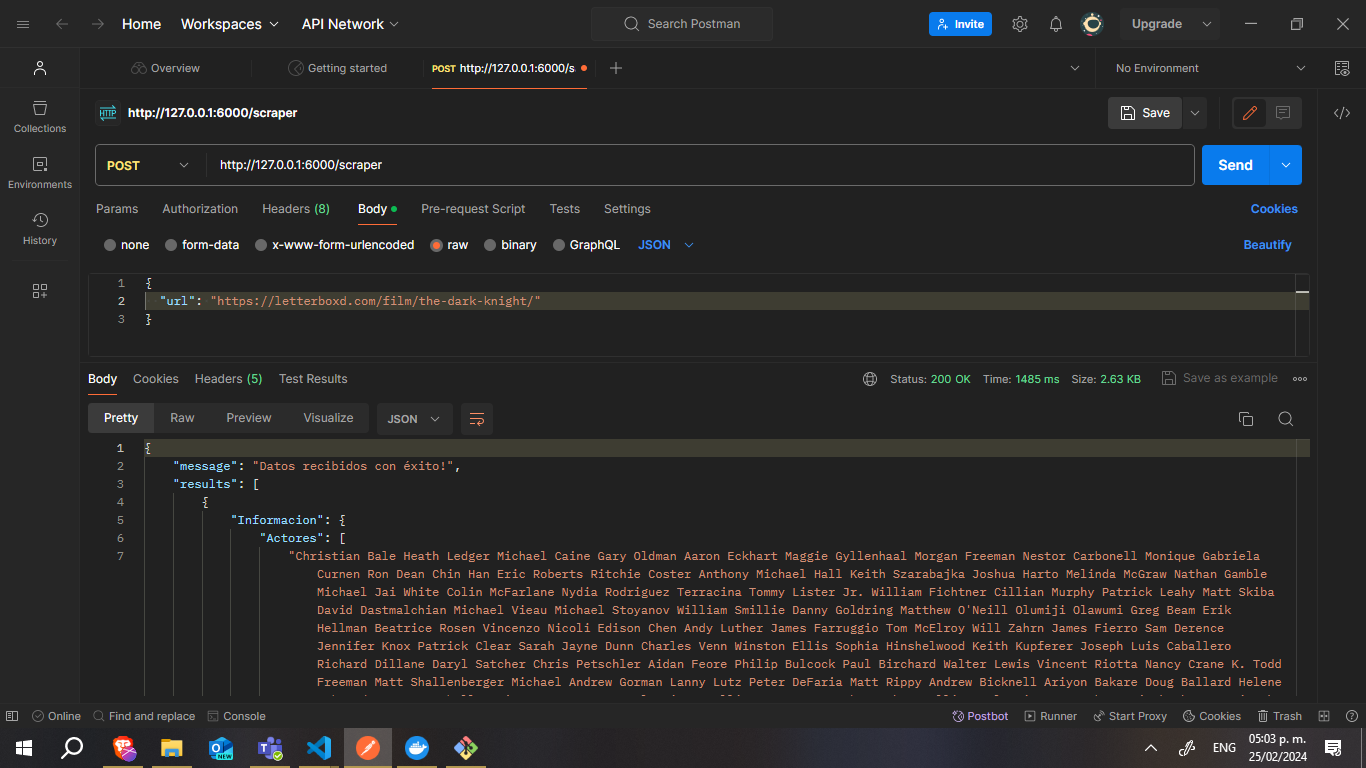 Home Workspaces API Network Search Postman Invite Upgrade
Overview Getting started POST http://127.0.0.1:6000/s No Environment
HTTP http://127.0.0.1:6000/scraper Save
Collections
Environments
History
POST http://127.0.0.1:6000/scraper Send
Params Authorization Headers (8) Body Pre-request Script Tests Settings Cookies
none form-data x-www-form-urlencoded raw binary GraphQL JSON Beautify
1 {
2 "url": "https://letterboxd.com/film/the-dark-knight/"
3 }
Body Cookies Headers (5) Test Results Status: 200 OK Time: 1485 ms Size: 2.63 KB Save as example
Pretty Raw Preview Visualize JSON
1 {
2 "message": "Datos recibidos con éxito!",
3 "results": [
4 {
5 "Informacion": {
6 "Actores": [
7 "Christian Bale Heath Ledger Michael Caine Gary Oldman Aaron Eckhart Maggie Gyllenhaal Morgan Freeman Nestor Carbonell Monique Gabriela
Curnen Ron Dean Chin Han Eric Roberts Ritchie Coster Anthony Michael Hall Keith Szarabajka Joshua Harto Melinda McGraw Nathan Gamble
Michael Jai White Colin McFarlane Nydia Rodriguez Terracina Tommy Lister Jr. William Fichtner Cillian Murphy Patrick Leahy Matt Skiba
David Dastmalchian Michael Vieau Michael Stoyanov William Smillie Danny Goldring Matthew O'Neill Olumiji Olawumi Greg Beam Erik
Hellman Beatrice Rosen Vincenzo Nicoli Edison Chen Andy Luther James Farruggio Tom McElroy Will Zahrn James Fierro Sam Derence
Jennifer Knox Patrick Clear Sarah Jayne Dunn Charles Venn Winston Ellis Sophia Hinshelwood Keith Kupferer Joseph Luis Caballero
Richard Dillane Daryl Satcher Chris Petschler Aidan Feore Philip Bulcock Paul Birchard Walter Lewis Vincent Riotta Nancy Crane K. Todd
Freeman Matt Shallenberger Michael Andrew Gorman Lanny Lutz Peter DeFaria Matt Rippy Andrew Bicknell Ariyon Bakare Doug Ballard Helene
Online Find and replace Console Postbot Runner Start Proxy Cookies Trash
NEW ENG 05:03 p. m.
25/02/2024